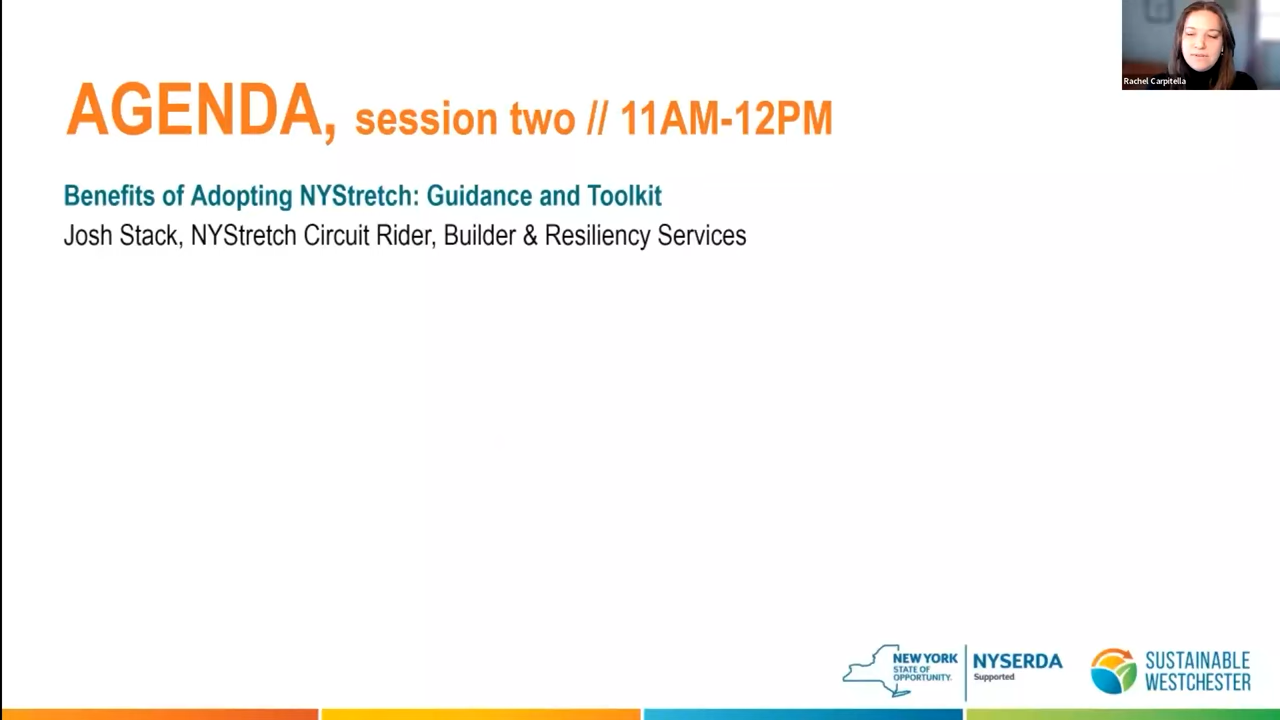 Rachel Carpitella
AGENDA, session two // 11AM-12PM
Benefits of Adopting NYStretch: Guidance and Toolkit
Josh Stack, NYStretch Circuit Rider, Builder & Resiliency Services
NEW YORK
STATE OF
OPPORTUNITY.
NYSERDA
Supported
SUSTAINABLE
WESTCHESTER